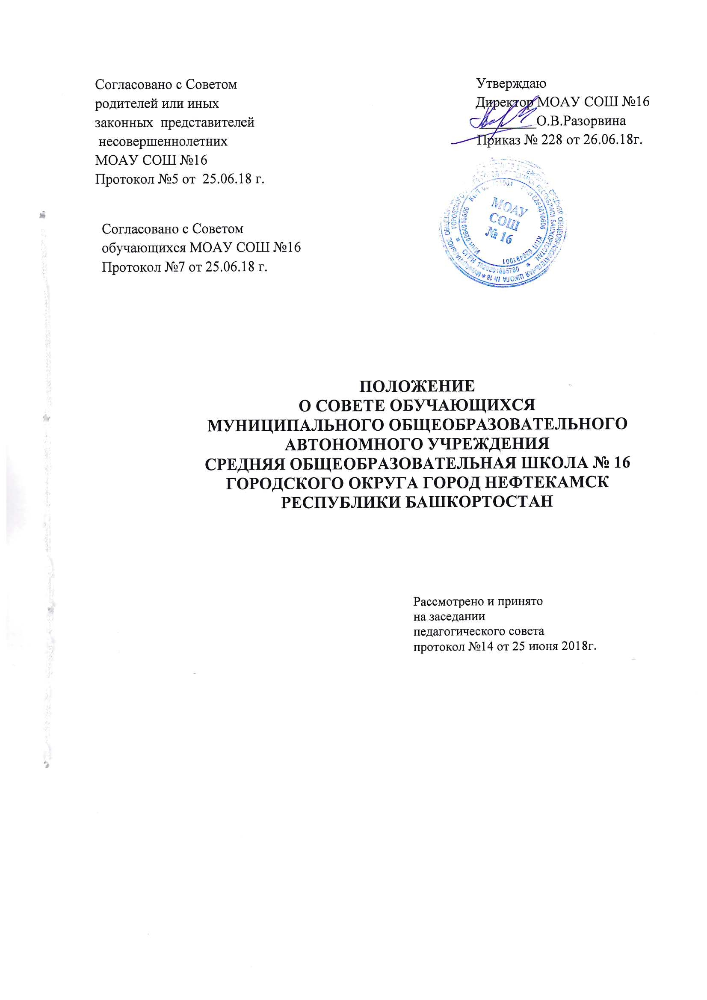 Согласовано с Советом
родителей или иных
законных представителей
несовершеннолетних
МОАУ СОШ №16
Протокол №5 от 25.06.18 г.
Согласовано с Советом
обучающихся МОАУ СОШ №16
Протокол №7 от 25.06.18 г.
Утверждаю
Директор МОАУ СОШ №16
О.В.Разорвина
Приказ № 228 от 26.06.18г.
МОАУ
СОШ
№ 16
ПОЛОЖЕНИЕ
О СОВЕТЕ ОБУЧАЮЩИХСЯ
МУНИЦИПАЛЬНОГО ОБЩЕОБРАЗОВАТЕЛЬНОГО
АВТОНОМНОГО УЧРЕЖДЕНИЯ
СРЕДНЯЯ ОБЩЕОБРАЗОВАТЕЛЬНАЯ ШКОЛА № 16
ГОРОДСКОГО ОКРУГА ГОРОД НЕФТЕКАМСК
РЕСПУБЛИКИ БАШКОРТОСТАН
Рассмотрено и принято
на заседании
педагогического совета
протокол №14 от 25 июня 2018г.